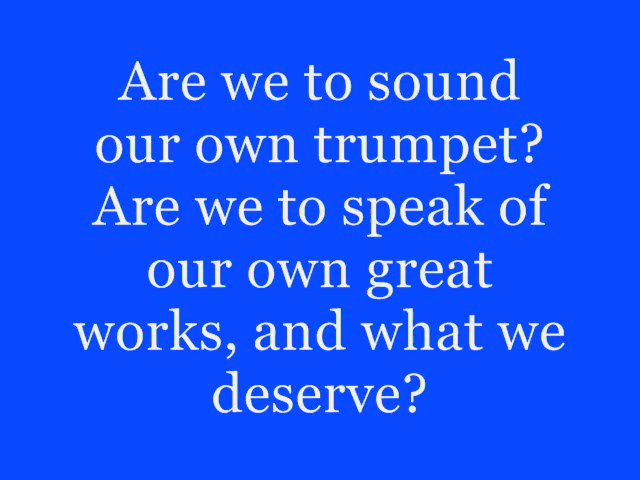 Are we to sound
our own trumpet?
Are we to speak of
our own great
works, and what we
deserve?